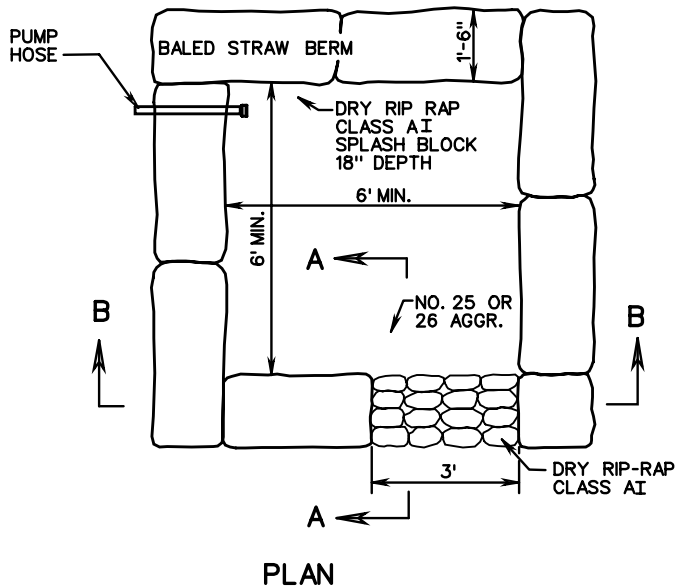 PUMP
HOSE
BALED STRAW BERM
1'-6"
DRY RIP RAP
CLASS AI
SPLASH BLOCK
18" DEPTH
6' MIN.
6' MIN.
A
NO. 25 OR
26 AGGR.
B
B
3'
DRY RIP-RAP
CLASS AI
A
PLAN